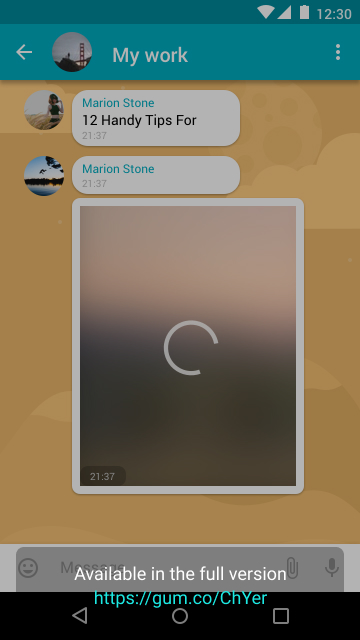 12:30
My work
Marion Stone
12 Handy Tips For
21:37
Marion Stone
21:37
21:37
Message
Available in the full version
https://gum.co/ChYer